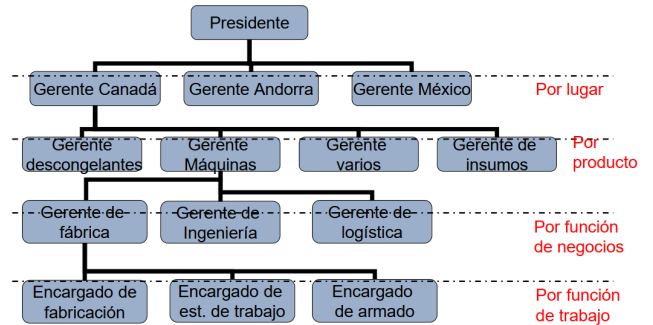 Presidente
Gerente Canadá
Gerente Andorra
Gerente México
Por lugar
Gerente
descongelantes
Gerente
Máquinas
Gerente
varios
Gerente de
insumos
Por
producto
Gerente de
fábrica
Gerente de
Ingeniería
Gerente de
logística
Por función
de negocios
Encargado de
fabricación
Encargado de
est. de trabajo
Encargado
de armado
Por función
de trabajo